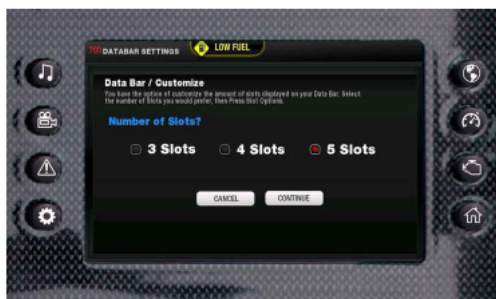 700 DATABAR SETTINGS
LOW FUEL
Data Bar / Customize
You have the option of customize the amount of slots displayed on your Data Bar. Select
the number of Slots you would prefer, then Press Slot Options.
Number of Slots?
3 Slots 4 Slots 5 Slots
CANCEL CONTINUE